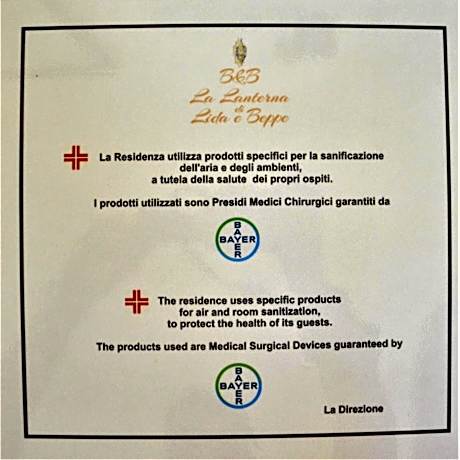 B&B
La Lanterna
di
Lida e Beppe
La Residenza utilizza prodotti specifici per la sanificazione
dell'aria e degli ambienti,
a tutela della salute dei propri ospiti.
I prodotti utilizzati sono Presidi Medici Chirurgici garantiti da
BAYER
BAYER
The residence uses specific products
for air and room sanitization,
to protect the health of its guests.
The products used are Medical Surgical Devices guaranteed by
BAYER
BAYER
La Direzione